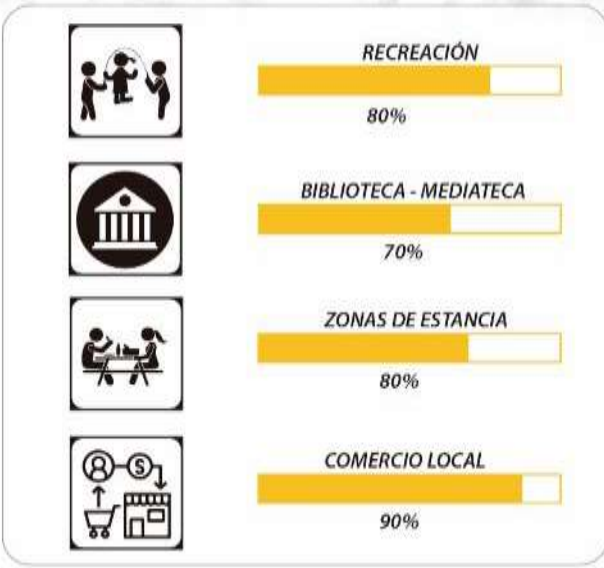 RECREACIÓN
80%
BIBLIOTECA - MEDIATECA
70%
ZONAS DE ESTANCIA
80%
COMERCIO LOCAL
$
90%